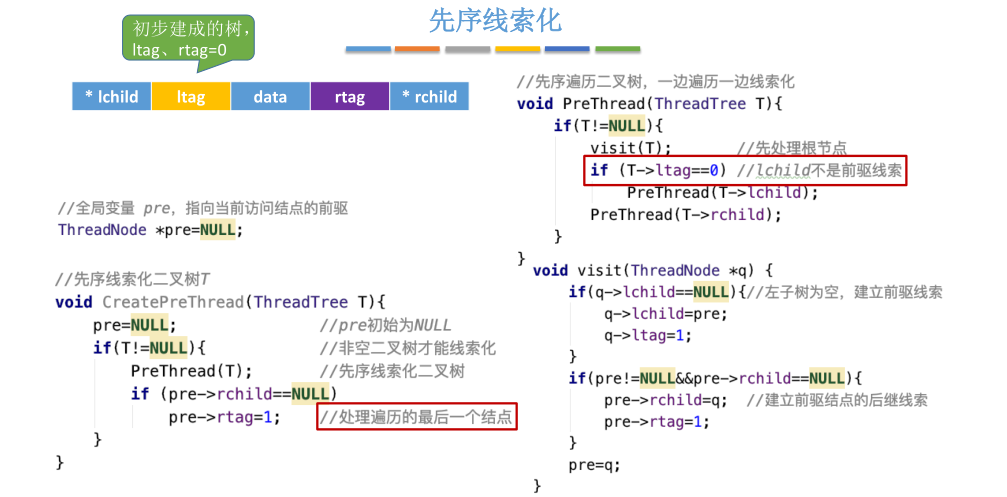 先序线索化
初步建成的树，
ltag、rtag=0
* lchild ltag data rtag * rchild
//全局变量 pre，指向当前访问结点的前驱
ThreadNode *pre=NULL;
//先序线索化二叉树T
void CreatePreThread(ThreadTree T){
pre=NULL; //pre初始为NULL
if(T!=NULL){ //非空二叉树才能线索化
PreThread(T); //先序线索化二叉树
if (pre->rchild==NULL)
pre->rtag=1; //处理遍历的最后一个结点
}
}
//先序遍历二叉树，一边遍历一边线索化
void PreThread(ThreadTree T){
if(T!=NULL){
visit(T); //先处理根节点
if (T->ltag==0) //lchild不是前驱线索
PreThread(T->lchild);
PreThread(T->rchild);
}
}
void visit(ThreadNode *q) {
if(q->lchild==NULL){//左子树为空，建立前驱线索
q->lchild=pre;
q->ltag=1;
}
if(pre!=NULL&&pre->rchild==NULL){
pre->rchild=q; //建立前驱结点的后继线索
pre->rtag=1;
}
pre=q;
}